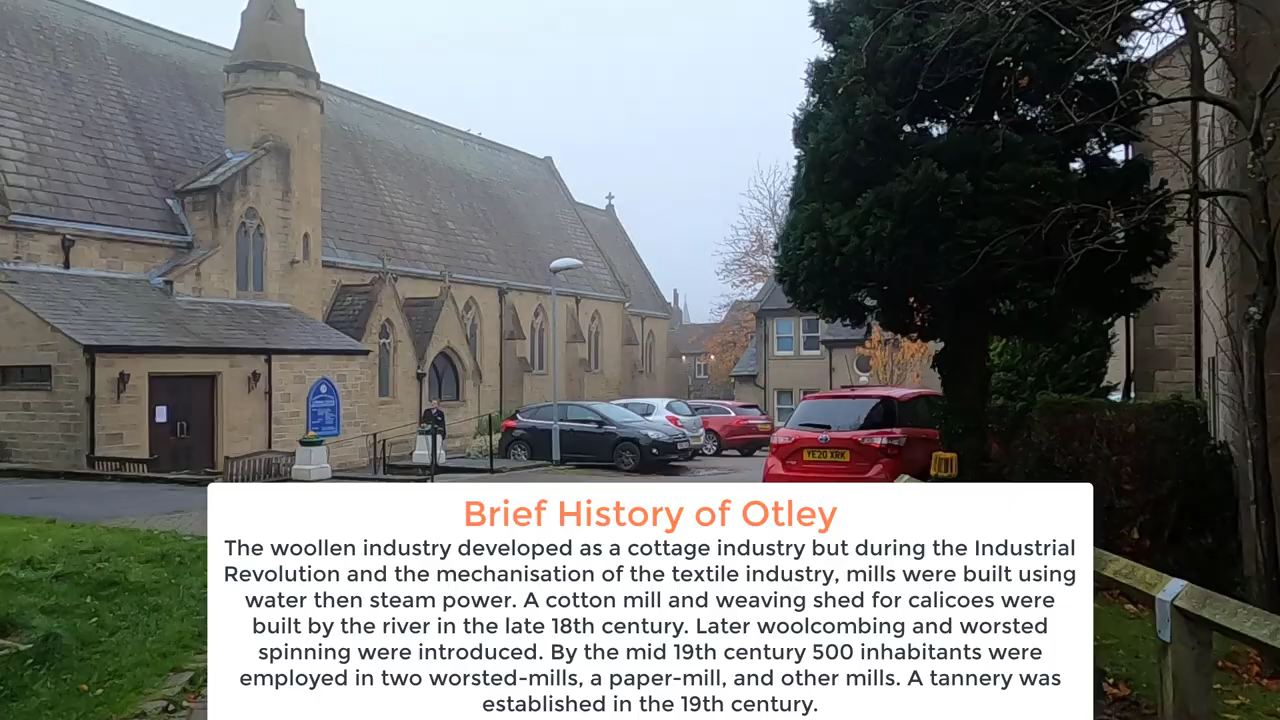 YE20 XRK
Brief History of Otley
The woollen industry developed as a cottage industry but during the Industrial
Revolution and the mechanisation of the textile industry, mills were built using
water then steam power. A cotton mill and weaving shed for calicoes were
built by the river in the late 18th century. Later woolcombing and worsted
spinning were introduced. By the mid 19th century 500 inhabitants were
employed in two worsted-mills, a paper-mill, and other mills. A tannery was
established in the 19th century.